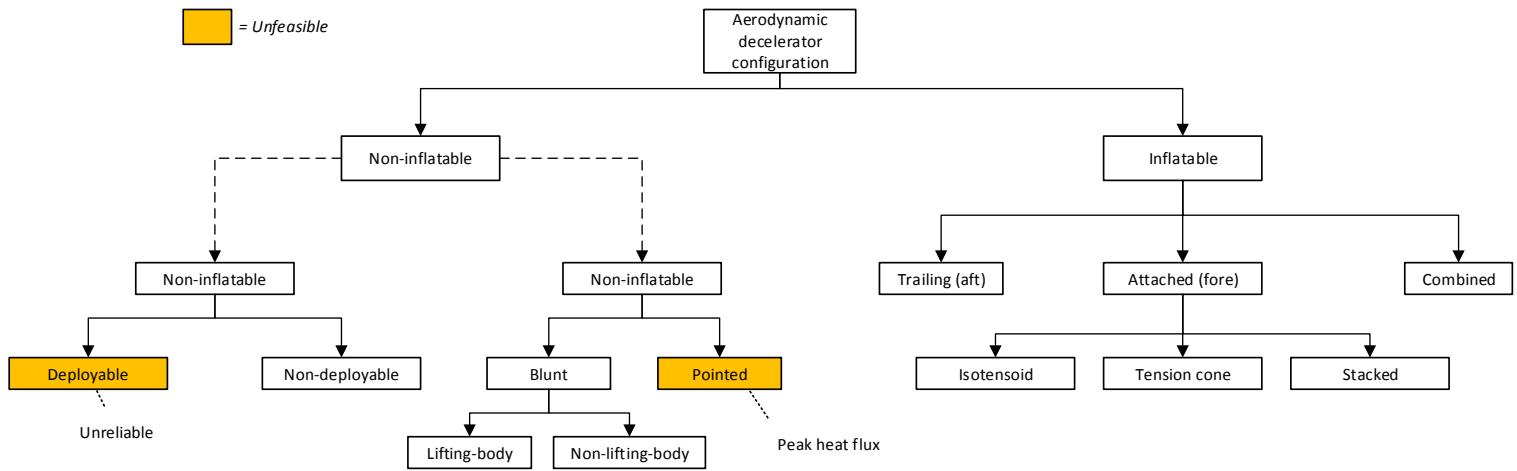 = Unfeasible
Aerodynamic
decelerator
configuration
Non-inflatable
Inflatable
Non-inflatable
Non-inflatable
Trailing (aft)
Attached (fore)
Combined
Deployable
Non-deployable
Blunt
Pointed
Isotensoid
Tension cone
Stacked
Unreliable
Lifting-body
Non-lifting-body
Peak heat flux